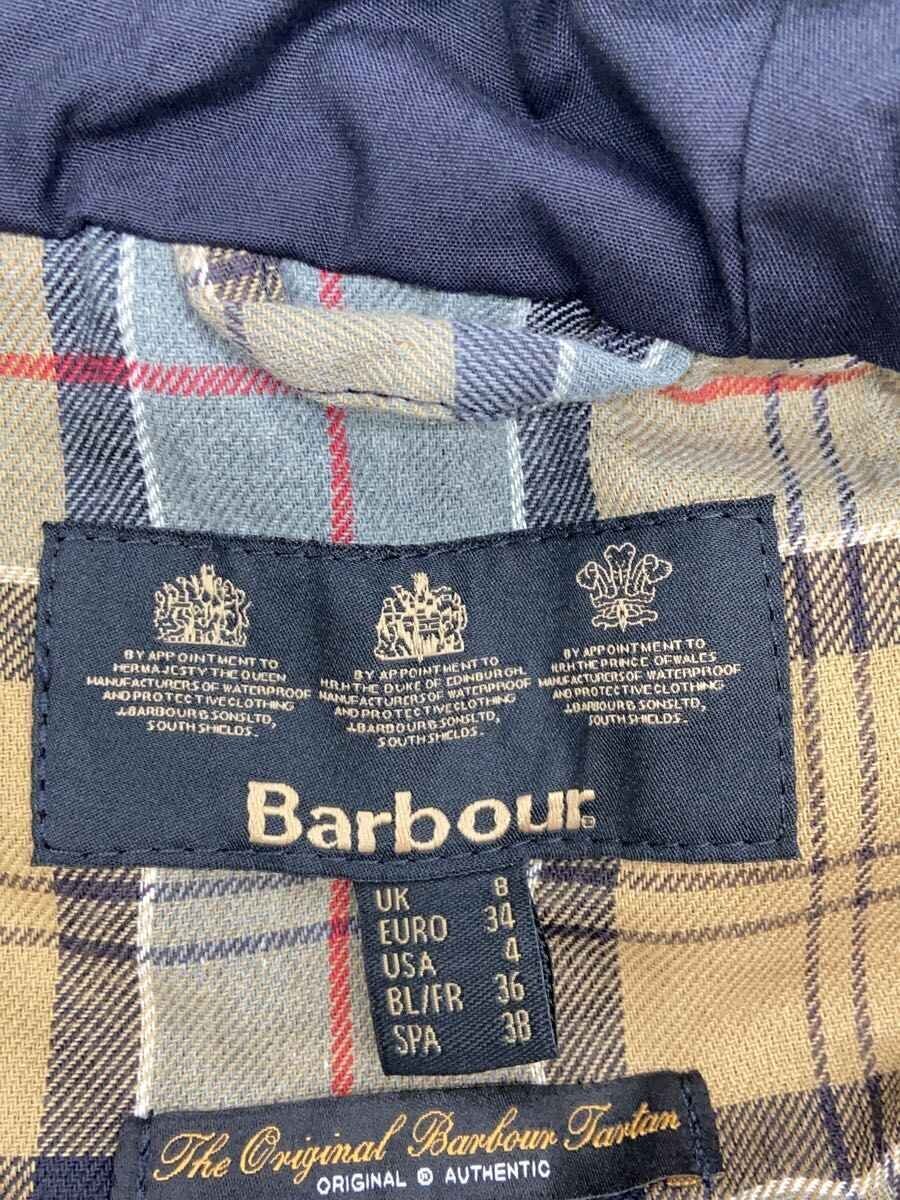 BY APPOINTMENT TO
HER MAJESTY THE QUEEN
MANUFACTURERS OF WATERPROOF
AND PROTECTIVE CLOTHING
J.BARBOUR & SONS LTD,
SOUTH SHIELDS.
BY APPOINTMENT TO
H.R.H THE DUKE OF EDINBURGH
MANUFACTURERS OF WATERPROOF
AND PROTECTIVE CLOTHING
J.BARBOUR & SONS LTD,
SOUTH SHIELDS.
BY APPOINTMENT TO
H.R.H THE PRINCE OF WALES
MANUFACTURERS OF WATERPROOF
AND PROTECTIVE CLOTHING
J.BARBOUR & SONS LTD,
SOUTH SHIELDS.
Barbour
UK 8
EURO 34
USA 4
BL/FR 36
SPA 38
The Original Barbour Tartan
ORIGINAL ® AUTHENTIC